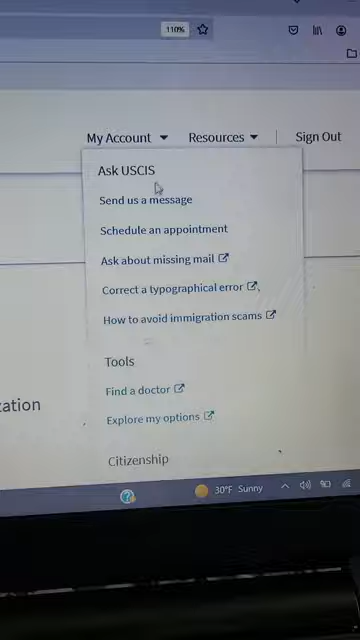 110%
My Account Resources Sign Out
Ask USCIS
Send us a message
Schedule an appointment
Ask about missing mail
Correct a typographical error
How to avoid immigration scams
Tools
Find a doctor
zation
Explore my options
Citizenship
30°F Sunny